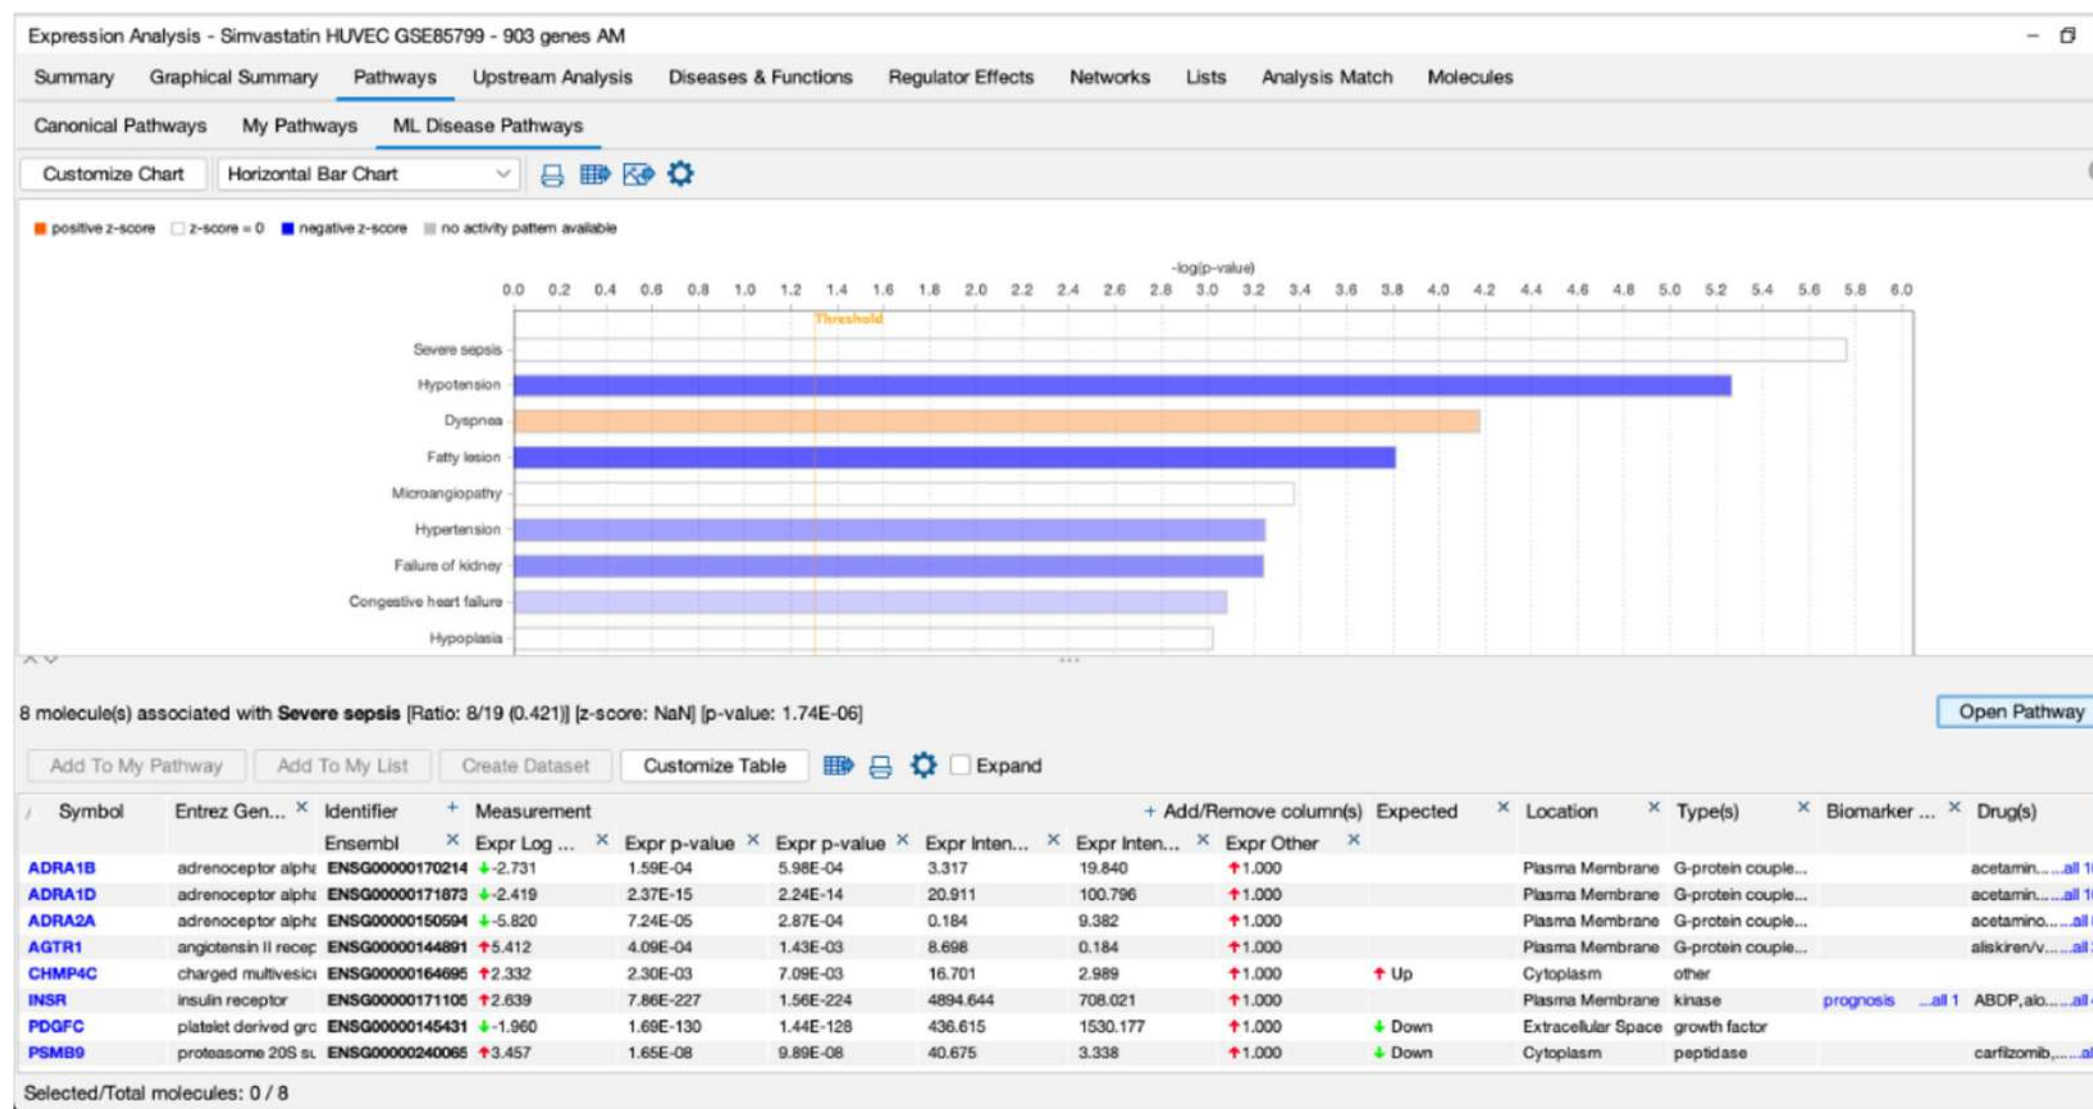 Expression Analysis - Simvastatin HUVEC GSE85799 - 903 genes AM
Summary Graphical Summary Pathways Upstream Analysis Diseases & Functions Regulator Effects Networks Lists Analysis Match Molecules
Canonical Pathways My Pathways ML Disease Pathways
Customize Chart Horizontal Bar Chart
positive z-score z-score = 0 negative z-score no activity pattern available
-log(p-value)
0.0 0.2 0.4 0.6 0.8 1.0 1.2 1.4 1.6 1.8 2.0 2.2 2.4 2.6 2.8 3.0 3.2 3.4 3.6 3.8 4.0 4.2 4.4 4.6 4.8 5.0 5.2 5.4 5.6 5.8 6.0
Threshold
Severe sepsis
Hypotension
Dyspnea
Fatty lesion
Microangiopathy
Hypertension
Failure of kidney
Congestive heart failure
Hypoplasia
8 molecule(s) associated with Severe sepsis [Ratio: 8/19 (0.421)] [z-score: NaN] [p-value: 1.74E-06]
Open Pathway
Add To My Pathway Add To My List Create Dataset Customize Table Expand
Symbol Entrez Gen... × Identifier + Measurement + Add/Remove column(s) Expected × Location × Type(s) × Biomarker ... × Drug(s)
Ensembl × Expr Log ... × Expr p-value × Expr p-value × Expr Inten... × Expr Inten... × Expr Other ×
ADRA1B adrenoceptor alpha ENSG00000170214 ↓-2.731 1.59E-04 5.98E-04 3.317 19.840 ↑1.000 Plasma Membrane G-protein couple... acetamin... ...all
ADRA1D adrenoceptor alpha ENSG00000171873 ↓-2.419 2.37E-15 2.24E-14 20.911 100.796 ↑1.000 Plasma Membrane G-protein couple... acetamin... ...all
ADRA2A adrenoceptor alpha ENSG00000150594 ↓-5.820 7.24E-05 2.87E-04 0.184 9.382 ↑1.000 Plasma Membrane G-protein couple... acetamino... ...all
AGTR1 angiotensin II recep ENSG00000144891 ↑5.412 4.09E-04 1.43E-03 8.698 0.184 ↑1.000 Plasma Membrane G-protein couple... aliskiren/v... ...all
CHMP4C charged multivesic ENSG00000164695 ↑2.332 2.30E-03 7.09E-03 16.701 2.989 ↑1.000 ↑ Up Cytoplasm other
INSR insulin receptor ENSG00000171105 ↑2.639 7.86E-227 1.56E-224 4894.644 708.021 ↑1.000 Plasma Membrane kinase prognosis ...all 1 ABDP,alo... ...all
PDGFC platelet derived grc ENSG00000145431 ↓-1.960 1.69E-130 1.44E-128 436.615 1530.177 ↑1.000 ↓ Down Extracellular Space growth factor
PSMB9 proteasome 20S su ENSG00000240065 ↑3.457 1.65E-08 9.89E-08 40.675 3.338 ↑1.000 ↓ Down Cytoplasm peptidase carfilzomib,...
Selected/Total molecules: 0 / 8